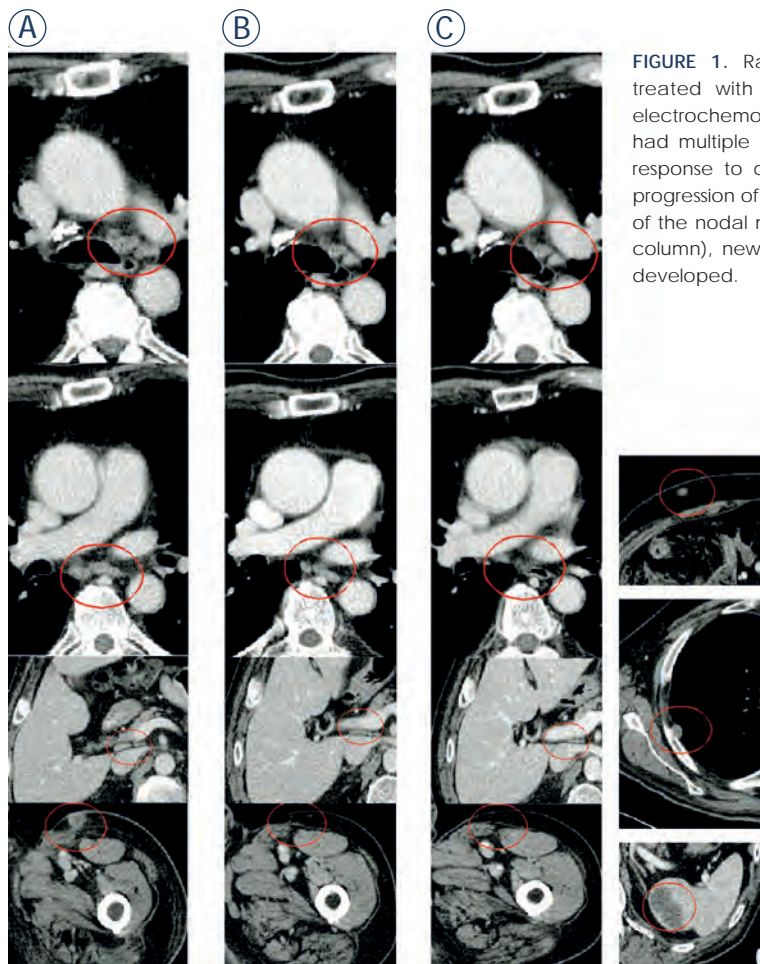 A B C
FIGURE 1. Ra
treated with
electrochemo
had multiple
response to c
progression of
of the nodal r
column), new
developed.